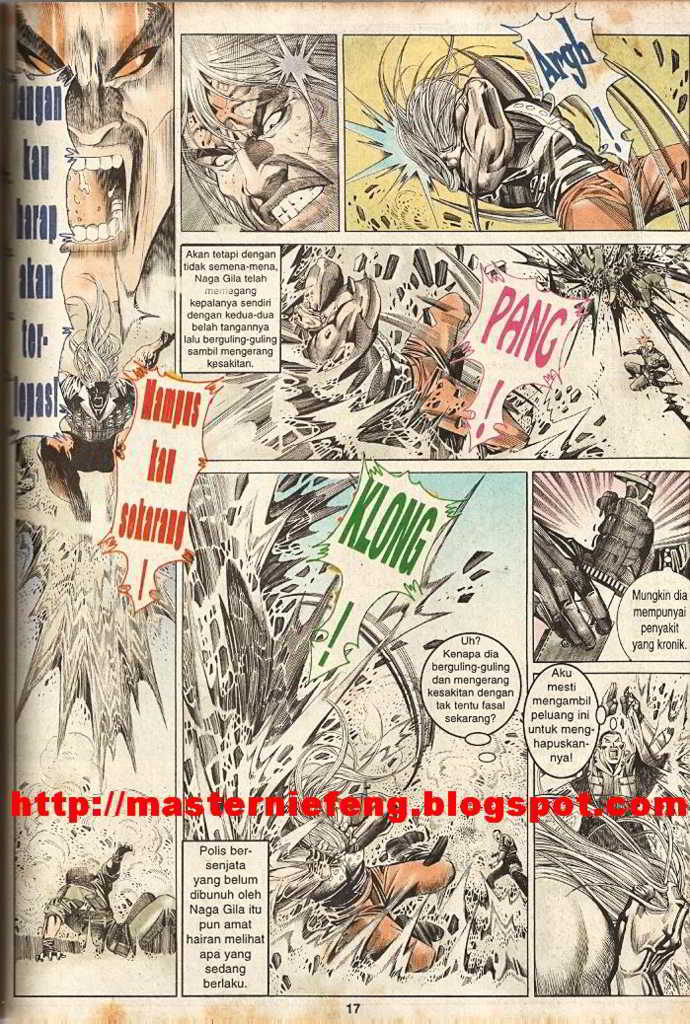 Jangan
kau
harap
akan
ter-
lepas!
Mampus
kau
sekarang
!
Argh
!
Akan tetapi dengan
tidak semena-mena,
Naga Gila telah
memegang
kepalanya sendiri
dengan kedua-dua
belah tangannya
lalu berguling-guling
sambil mengerang
kesakitan.
PANG
!
KLONG
!
Uh?
Kenapa dia
berguling-guling
dan mengerang
kesakitan dengan
tak tentu fasal
sekarang?
Mungkin dia
mempunyai
penyakit
yang kronik.
Aku
mesti
mengambil
peluang ini
untuk meng-
hapuskan-
nya!
http://masterniefeng.blogspot.com
Polis ber-
senjata
yang belum
dibunuh oleh
Naga Gila itu
pun amat
hairan melihat
apa yang
sedang
berlaku.
17